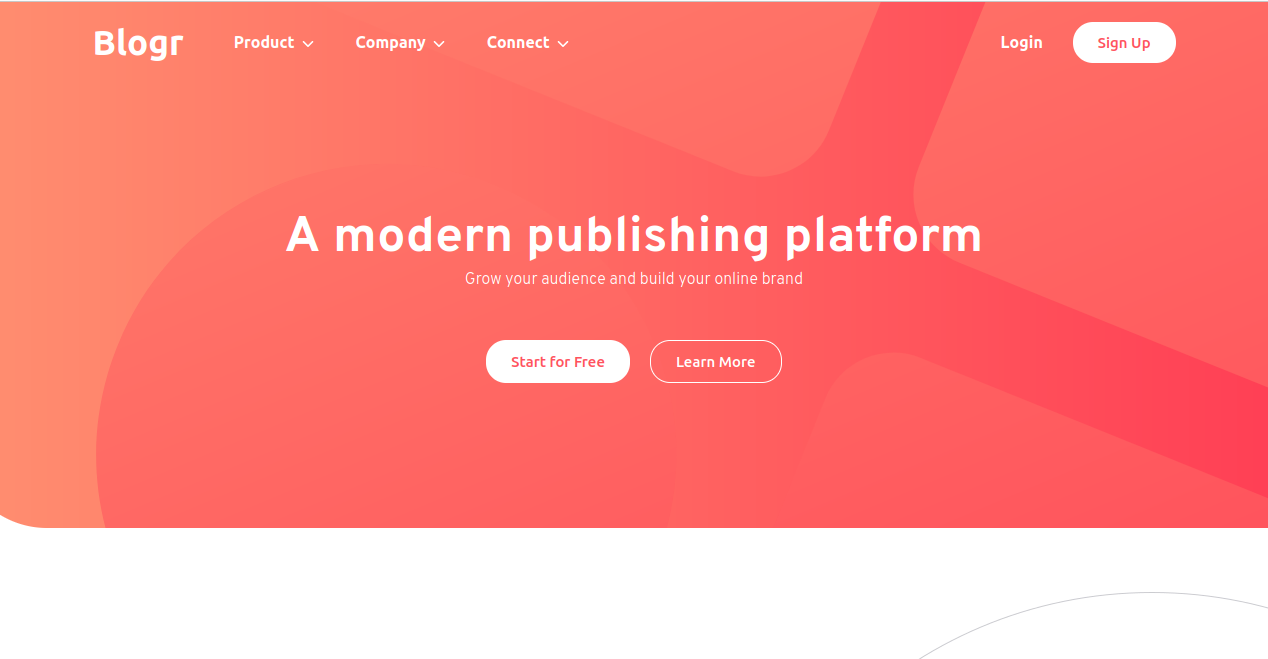 Blogr Product Company Connect Login Sign Up
A modern publishing platform
Grow your audience and build your online brand
Start for Free Learn More